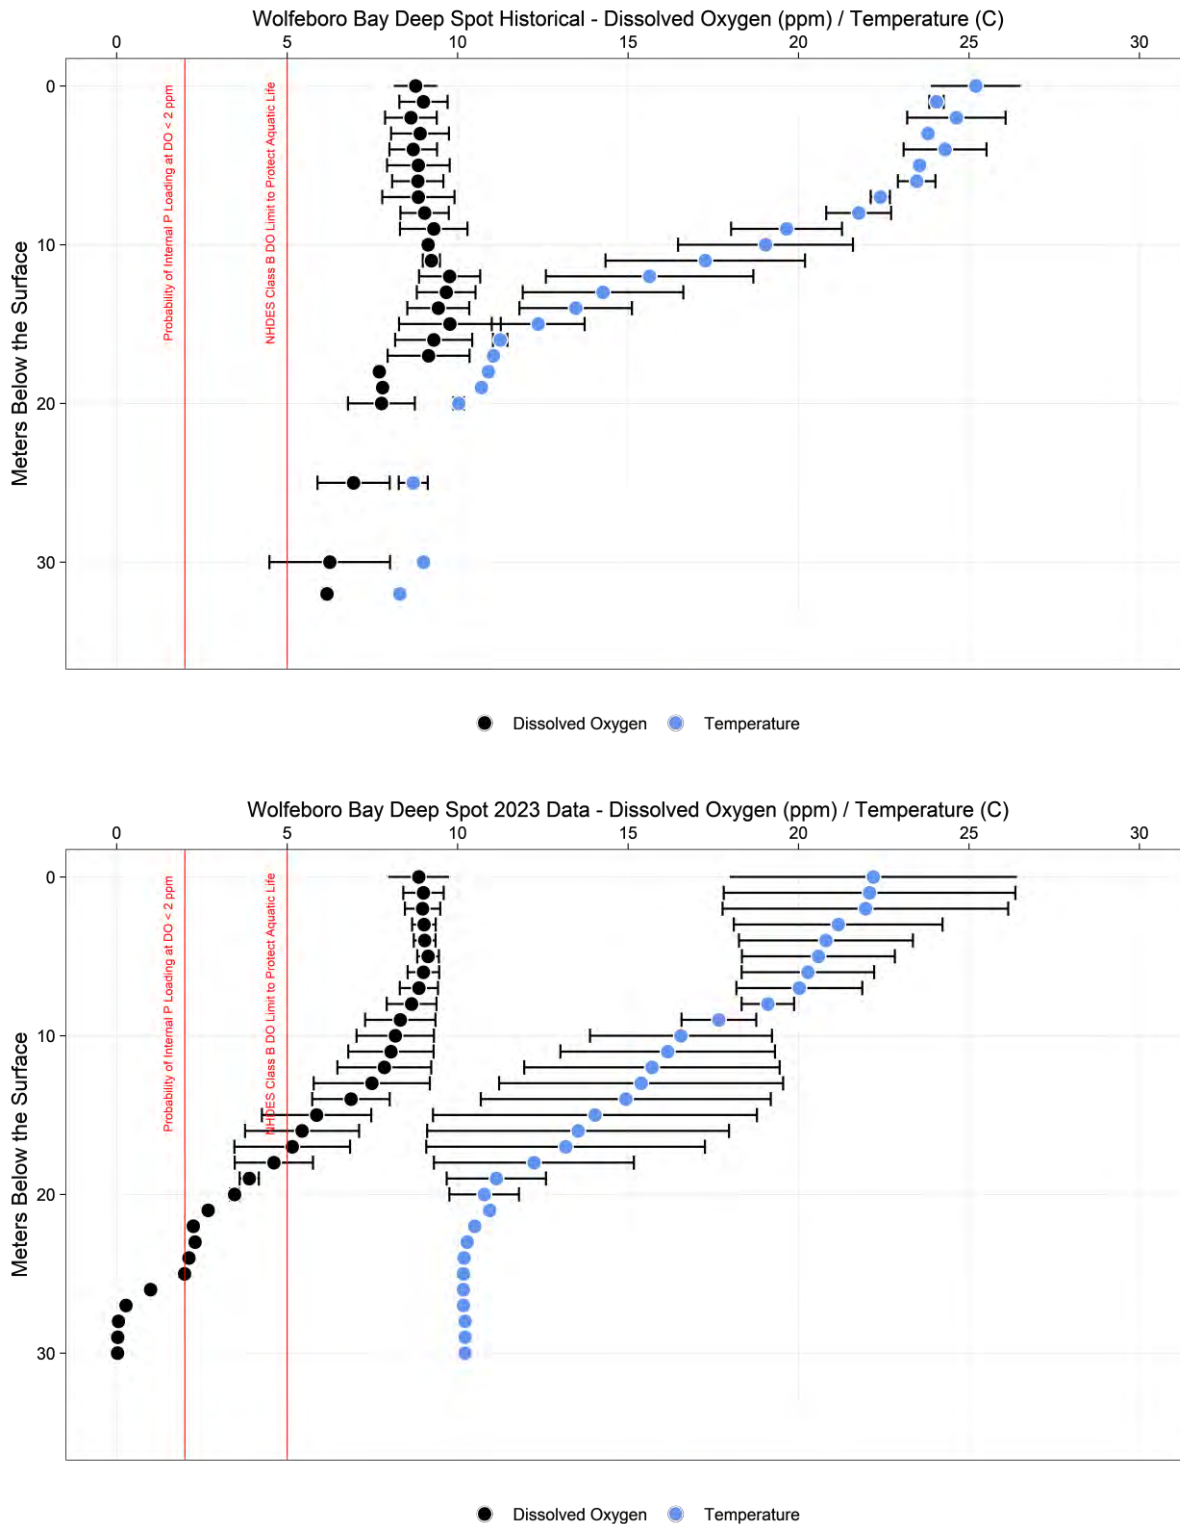 Wolfeboro Bay Deep Spot Historical - Dissolved Oxygen (ppm) / Temperature (C)
0 5 10 15 20 25 30
0
10
20
30
Meters Below the Surface
Probability of Internal P Loading at DO < 2 ppm
NHDES Class B DO Limit to Protect Aquatic Life
Dissolved Oxygen Temperature
Wolfeboro Bay Deep Spot 2023 Data - Dissolved Oxygen (ppm) / Temperature (C)
0 5 10 15 20 25 30
0
10
20
30
Meters Below the Surface
Probability of Internal P Loading at DO < 2 ppm
NHDES Class B DO Limit to Protect Aquatic Life
Dissolved Oxygen Temperature